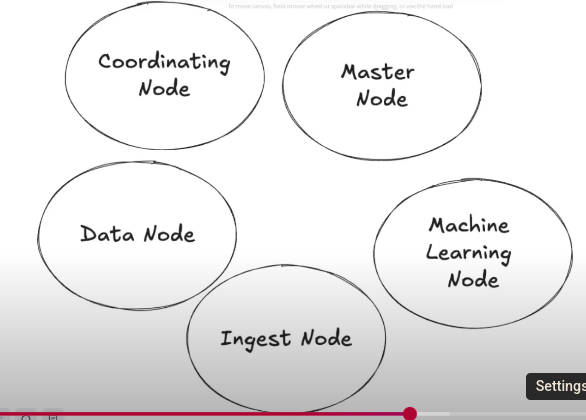 To move canvas, hold mouse wheel or spacebar while dragging, or use the hand tool
Coordinating
Node
Master
Node
Data Node
Machine
Learning
Node
Ingest Node
Settings